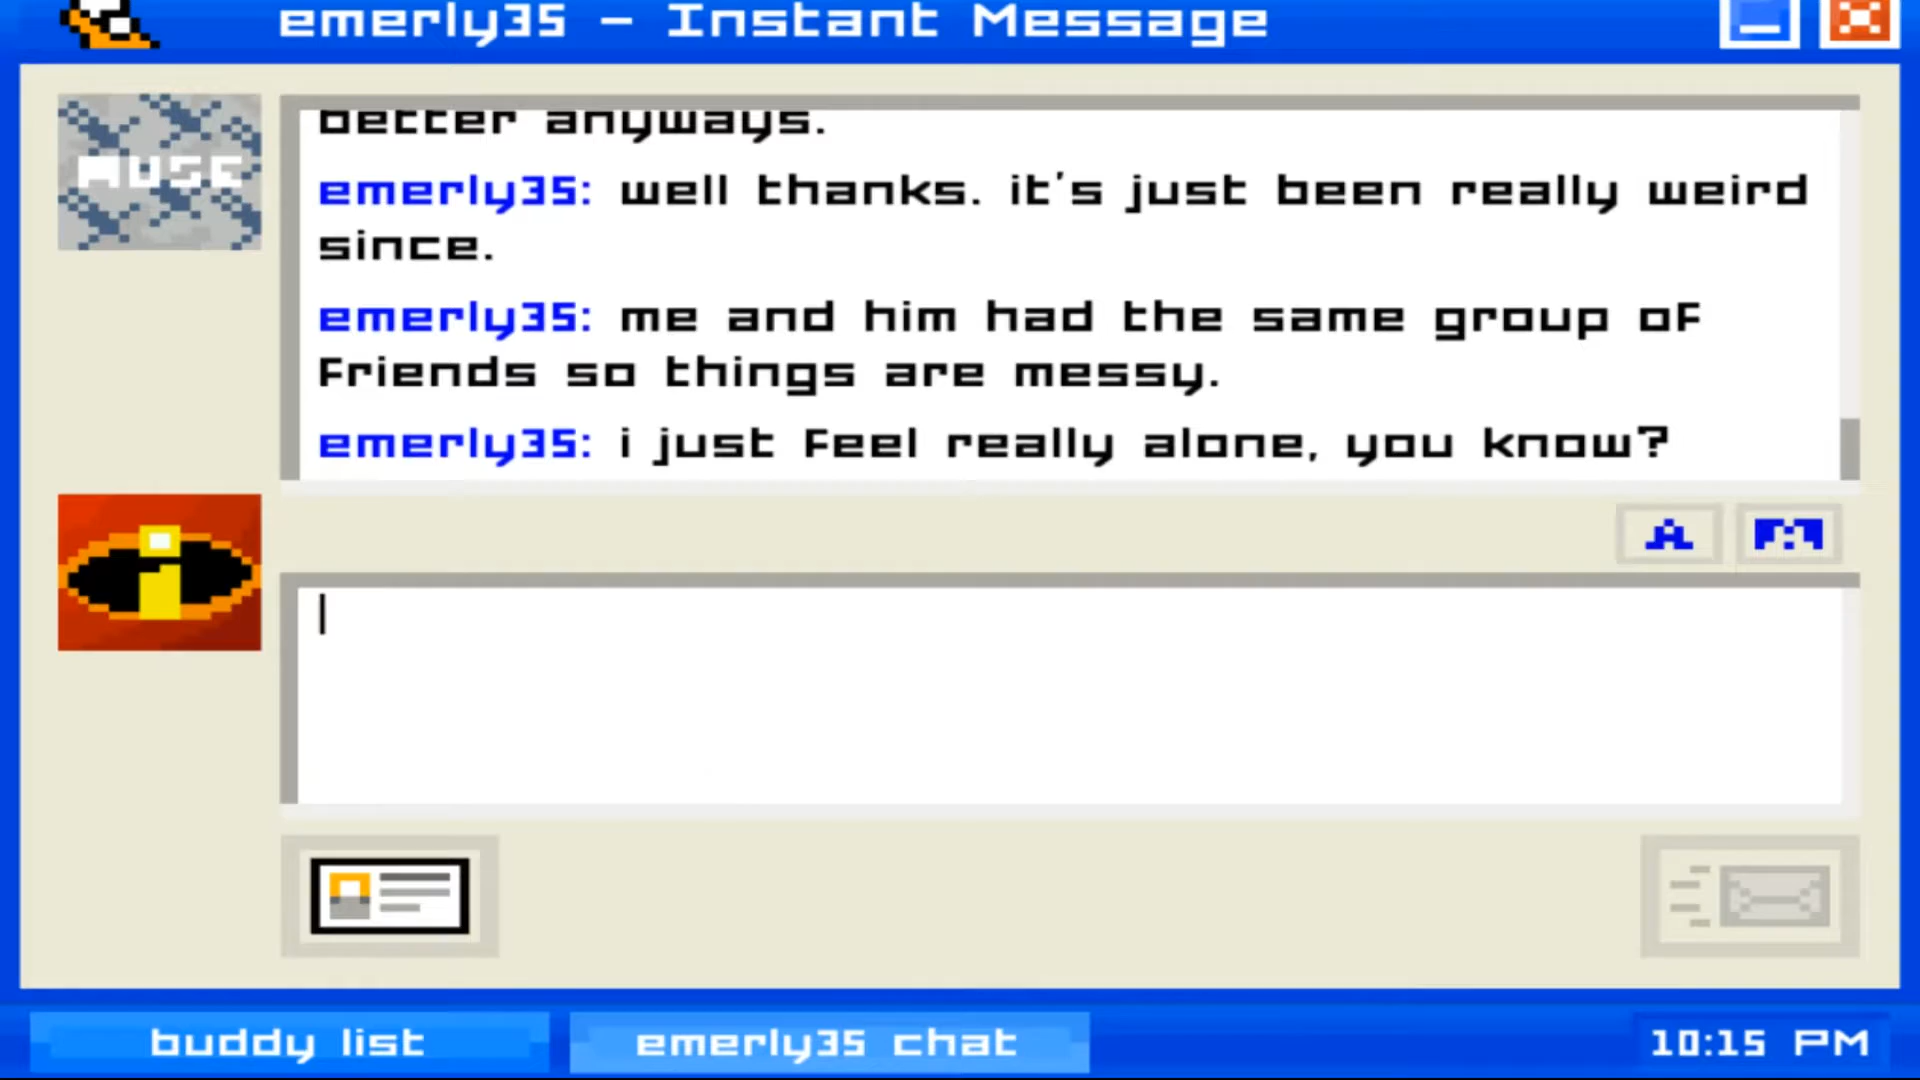 emerly35 - Instant Message
MUSE
better anyways.
emerly35: well thanks. it's just been really weird
since.
emerly35: me and him had the same group of
friends so things are messy.
emerly35: i just feel really alone, you know?
i
A
buddy list
emerly35 chat
10:15 PM